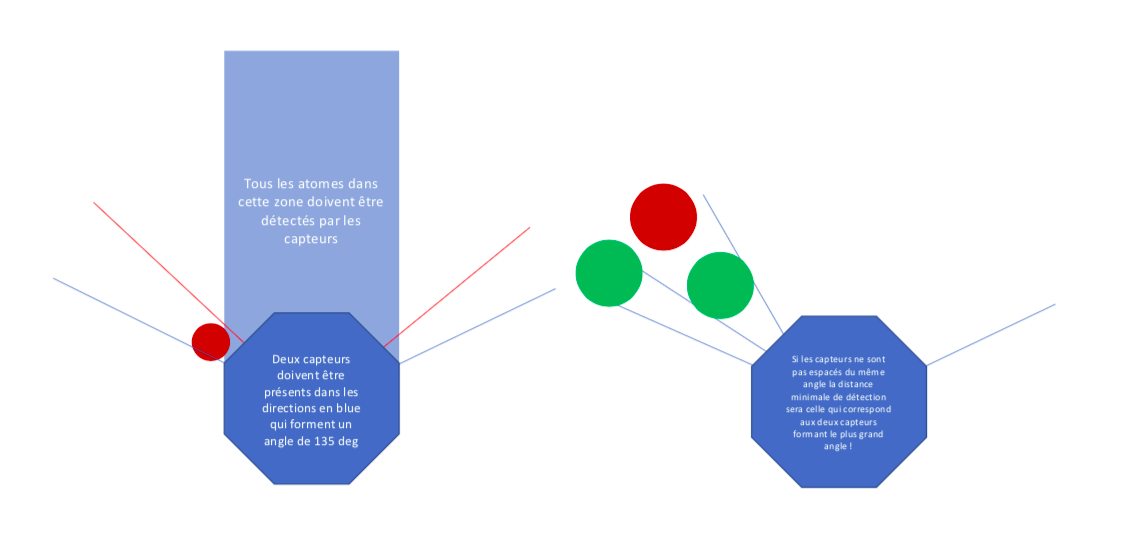 Tous les atomes dans
cette zone doivent être
détectés par les
capteurs
Deux capteurs
doivent être
présents dans les
directions en blue
qui forment un
angle de 135 deg
Si les capteurs ne sont
pas espacés du même
angle la distance
minimale de détection
sera celle qui correspond
aux deux capteurs
formant le plus grand
angle !